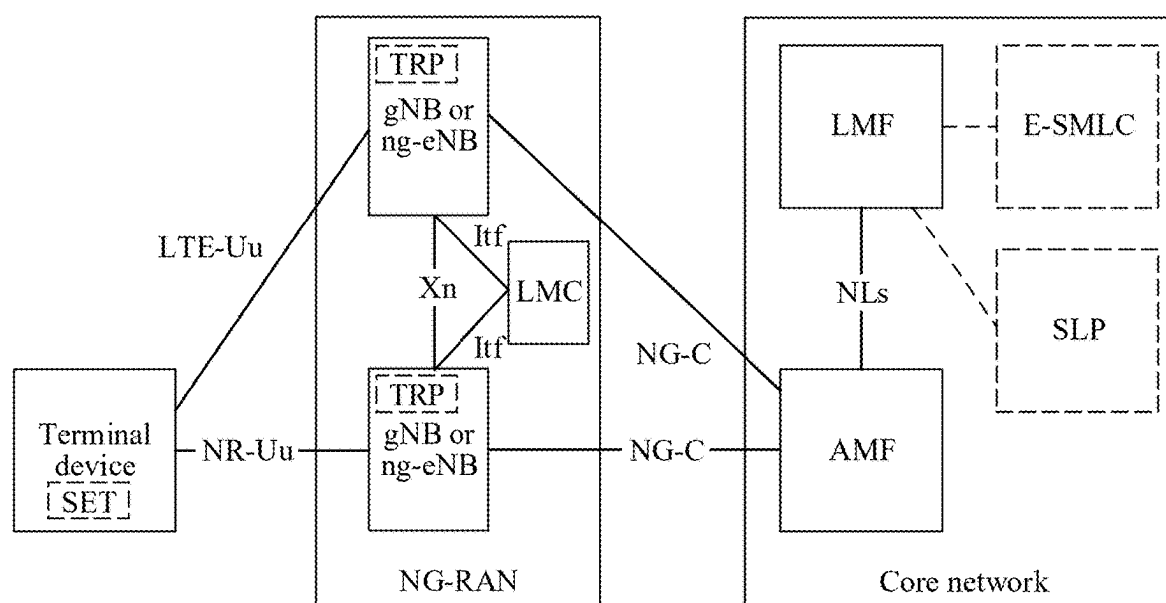 TRP
gNB or
ng-eNB
LMF
E-SMLC
LTE-Uu
Itf
Xn
LMC
Itf
NLs
SLP
NG-C
TRP
gNB or
ng-eNB
Terminal
device
SET
NR-Uu
NG-C
AMF
NG-RAN
Core network